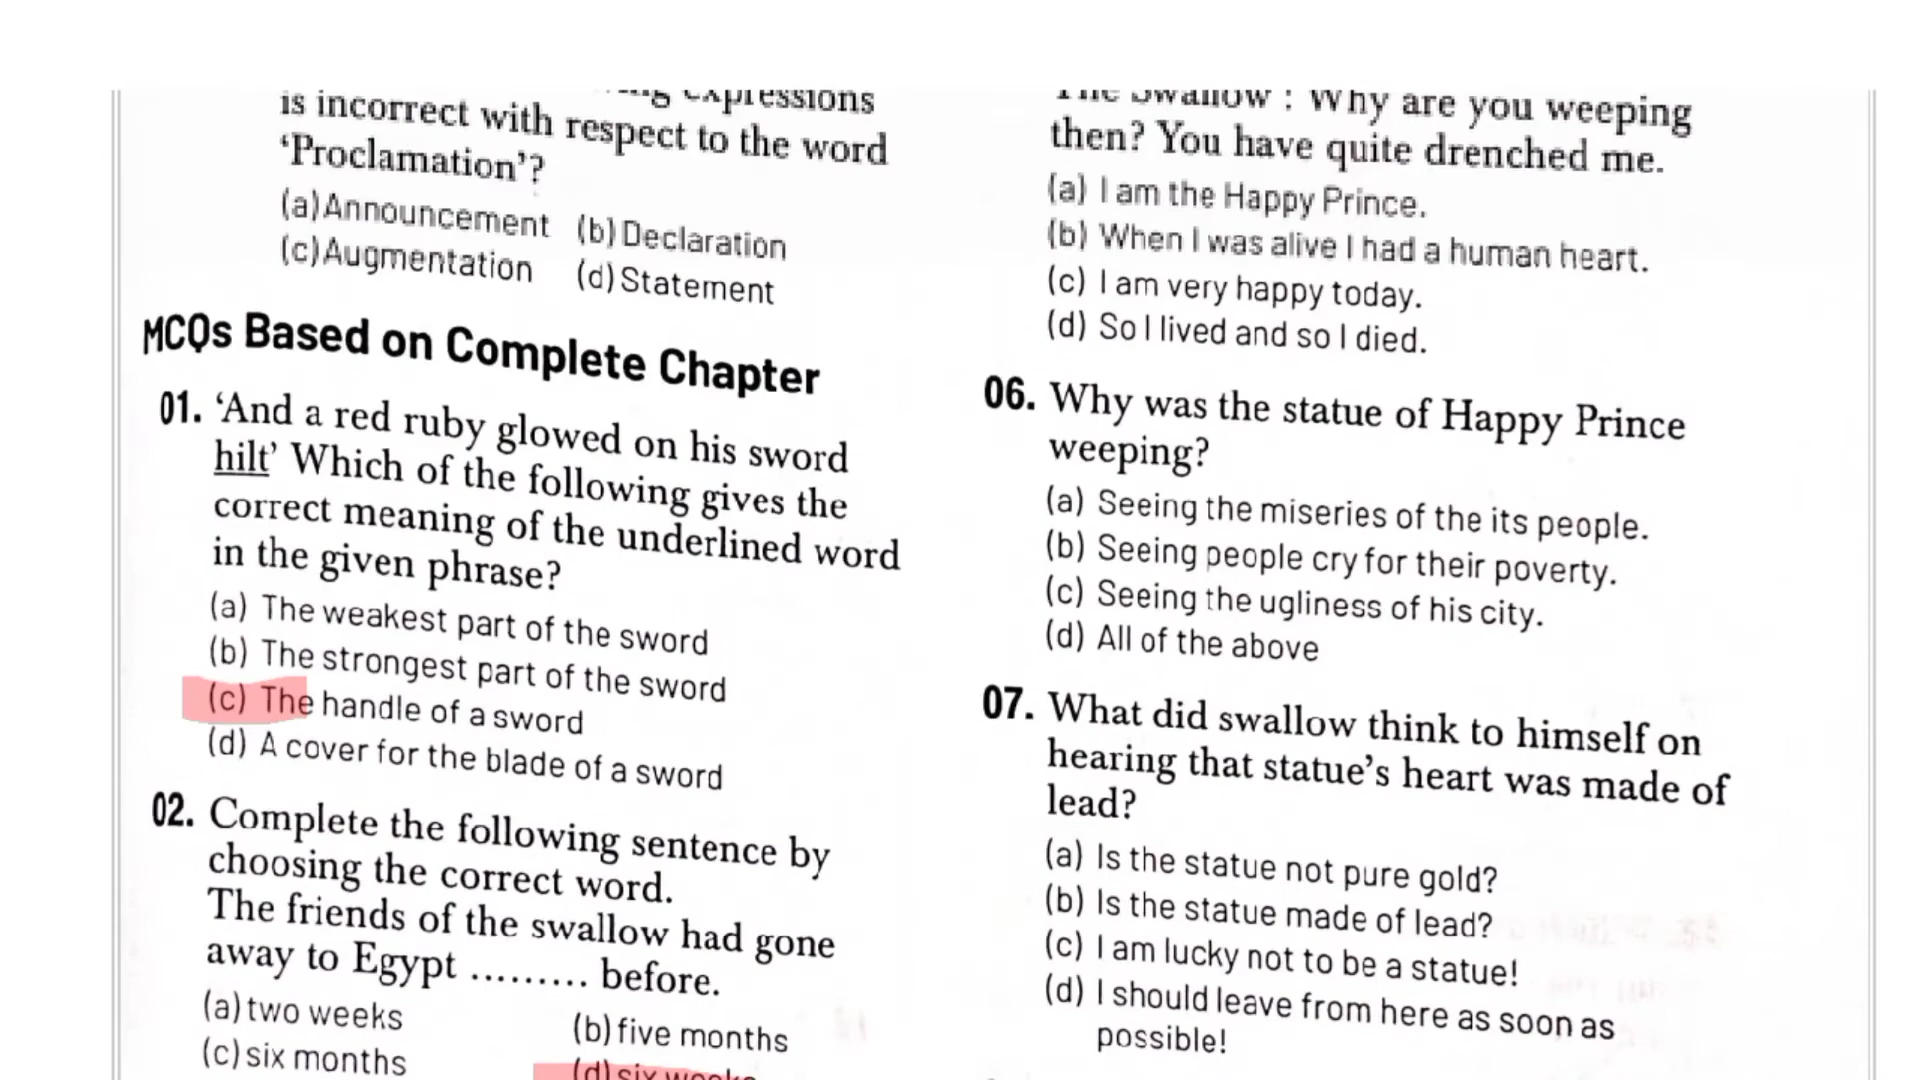 expressions
is incorrect with respect to the word
‘Proclamation’?
(a) Announcement (b) Declaration
(c) Augmentation (d) Statement
MCQs Based on Complete Chapter
01. ‘And a red ruby glowed on his sword
hilt’ Which of the following gives the
correct meaning of the underlined word
in the given phrase?
(a) The weakest part of the sword
(b) The strongest part of the sword
(c) The handle of a sword
(d) A cover for the blade of a sword
02. Complete the following sentence by
choosing the correct word.
The friends of the swallow had gone
away to Egypt ......... before.
(a) two weeks (b) five months
(c) six months (d) six weeks
The Swallow : Why are you weeping
then? You have quite drenched me.
(a) I am the Happy Prince.
(b) When I was alive I had a human heart.
(c) I am very happy today.
(d) So I lived and so I died.
06. Why was the statue of Happy Prince
weeping?
(a) Seeing the miseries of the its people.
(b) Seeing people cry for their poverty.
(c) Seeing the ugliness of his city.
(d) All of the above
07. What did swallow think to himself on
hearing that statue’s heart was made of
lead?
(a) Is the statue not pure gold?
(b) Is the statue made of lead?
(c) I am lucky not to be a statue!
(d) I should leave from here as soon as
possible!